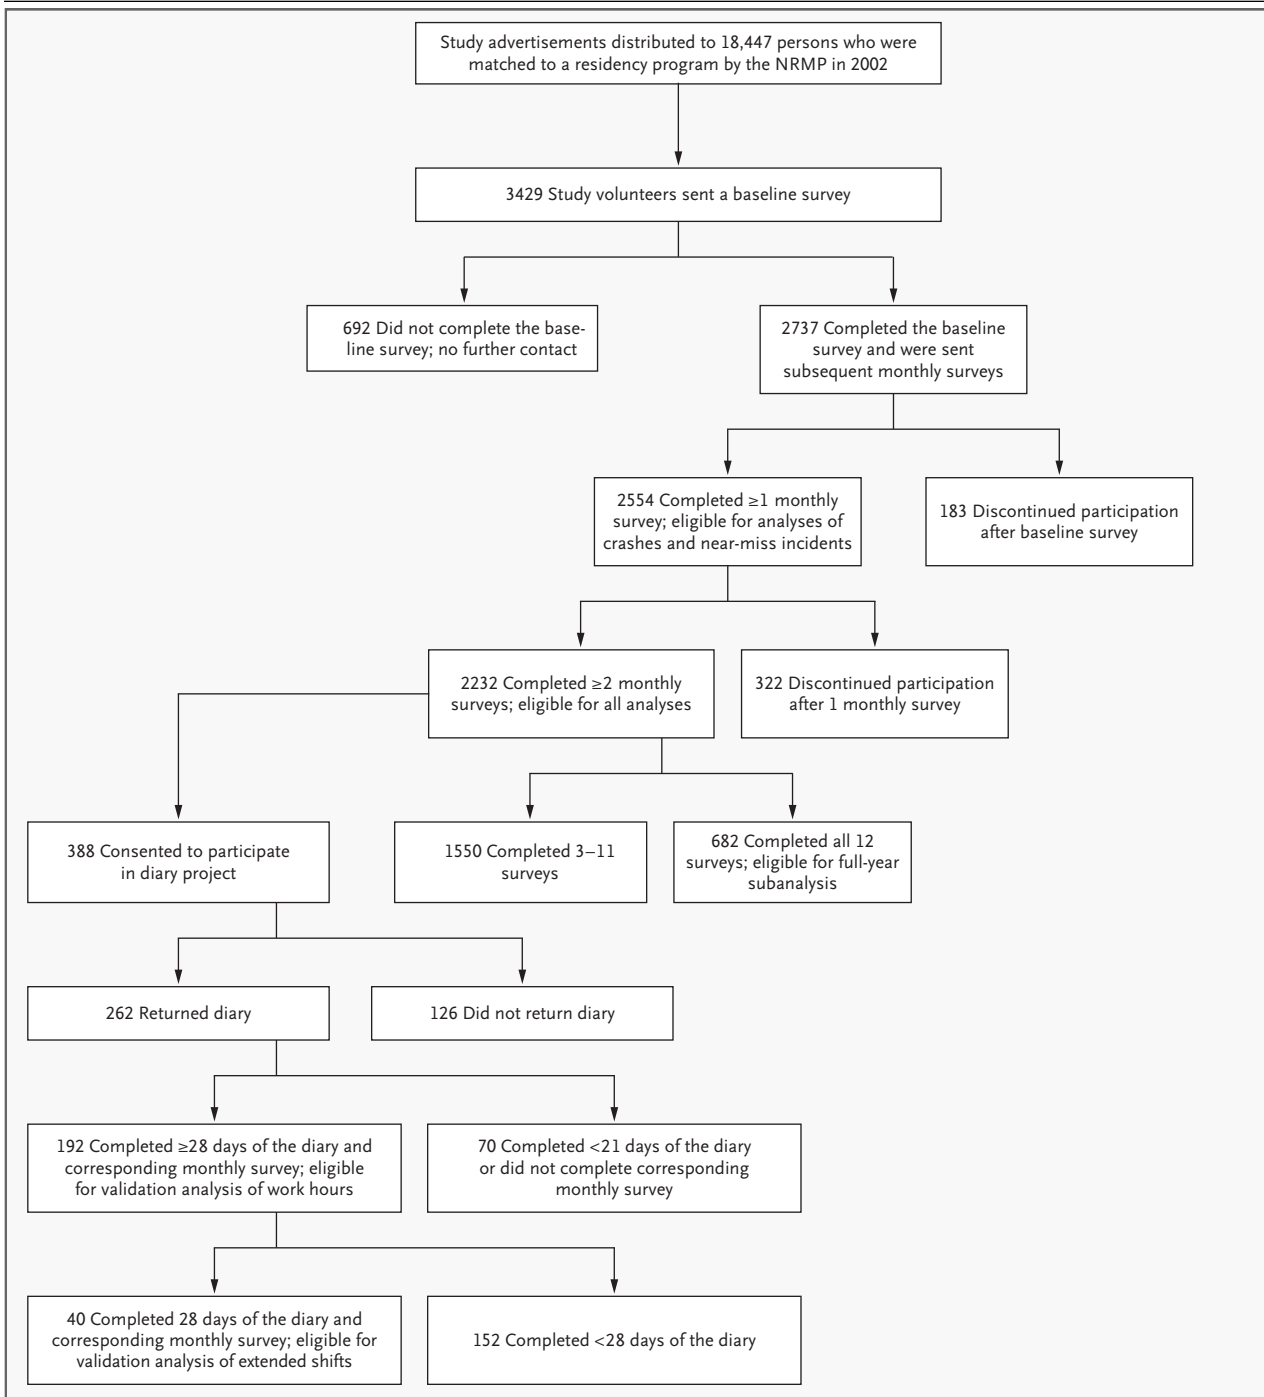 Study advertisements distributed to 18,447 persons who were
matched to a residency program by the NRMP in 2002
3429 Study volunteers sent a baseline survey
692 Did not complete the base-
line survey; no further contact
2737 Completed the baseline
survey and were sent
subsequent monthly surveys
2554 Completed ≥1 monthly
survey; eligible for analyses of
crashes and near-miss incidents
183 Discontinued participation
after baseline survey
2232 Completed ≥2 monthly
surveys; eligible for all analyses
322 Discontinued participation
after 1 monthly survey
388 Consented to participate
in diary project
1550 Completed 3–11
surveys
682 Completed all 12
surveys; eligible for full-year
subanalysis
262 Returned diary
126 Did not return diary
192 Completed ≥28 days of the diary and
corresponding monthly survey; eligible
for validation analysis of work hours
70 Completed <21 days of the diary
or did not complete corresponding
monthly survey
40 Completed 28 days of the diary and
corresponding monthly survey; eligible for
validation analysis of extended shifts
152 Completed <28 days of the diary